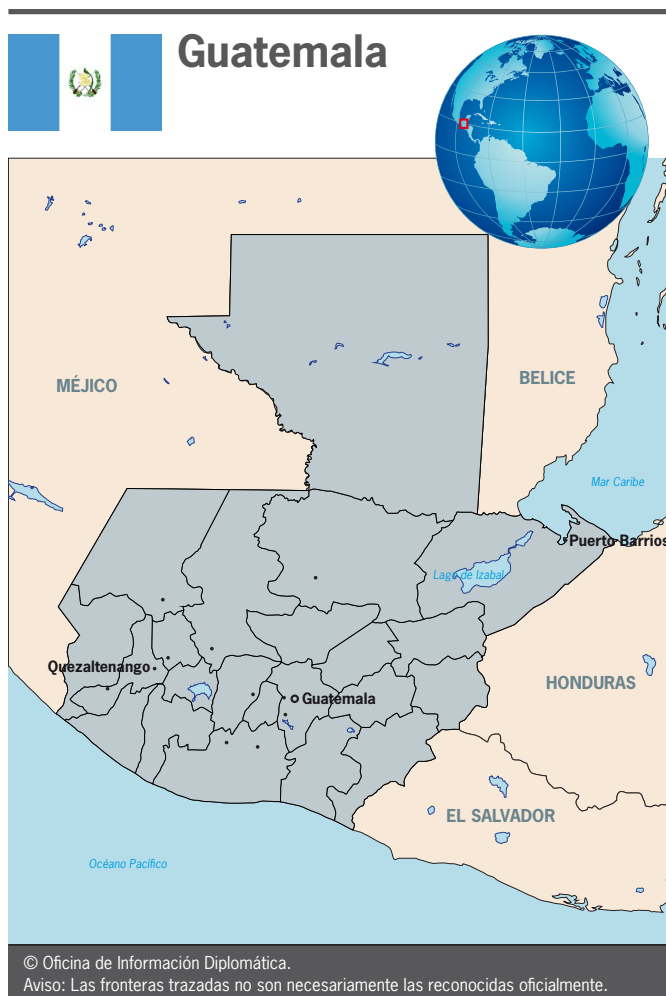 Guatemala
MÉJICO
BELICE
Mar Caribe
Puerto Barrios
Lago de Izabal
Quezaltenango
HONDURAS
Guatemala
EL SALVADOR
Océano Pacífico
© Oficina de Información Diplomática.
Aviso: Las fronteras trazadas no son necesariamente las reconocidas oficialmente.